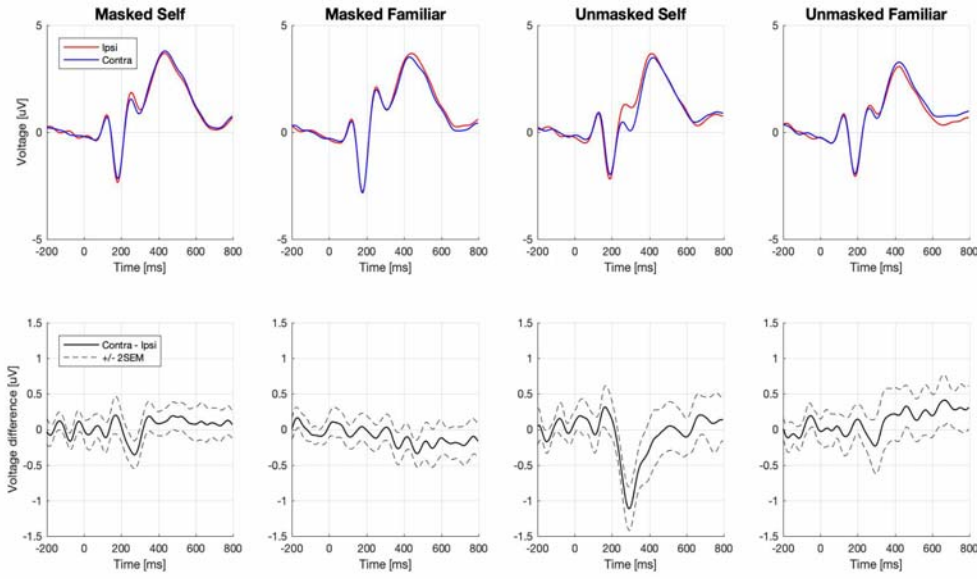 Masked Self
Masked Familiar
Unmasked Self
Unmasked Familiar
5
0
-5
Voltage [uV]
Ipsi
Contra
-200 0 200 400 600 800
Time [ms]
5
0
-5
-200 0 200 400 600 800
Time [ms]
5
0
-5
-200 0 200 400 600 800
Time [ms]
5
0
-5
-200 0 200 400 600 800
Time [ms]
1.5
1
0.5
0
-0.5
-1
-1.5
Voltage difference [uV]
Contra - Ipsi
+/- 2SEM
-200 0 200 400 600 800
Time [ms]
1.5
1
0.5
0
-0.5
-1
-1.5
-200 0 200 400 600 800
Time [ms]
1.5
1
0.5
0
-0.5
-1
-1.5
-200 0 200 400 600 800
Time [ms]
1.5
1
0.5
0
-0.5
-1
-1.5
-200 0 200 400 600 800
Time [ms]